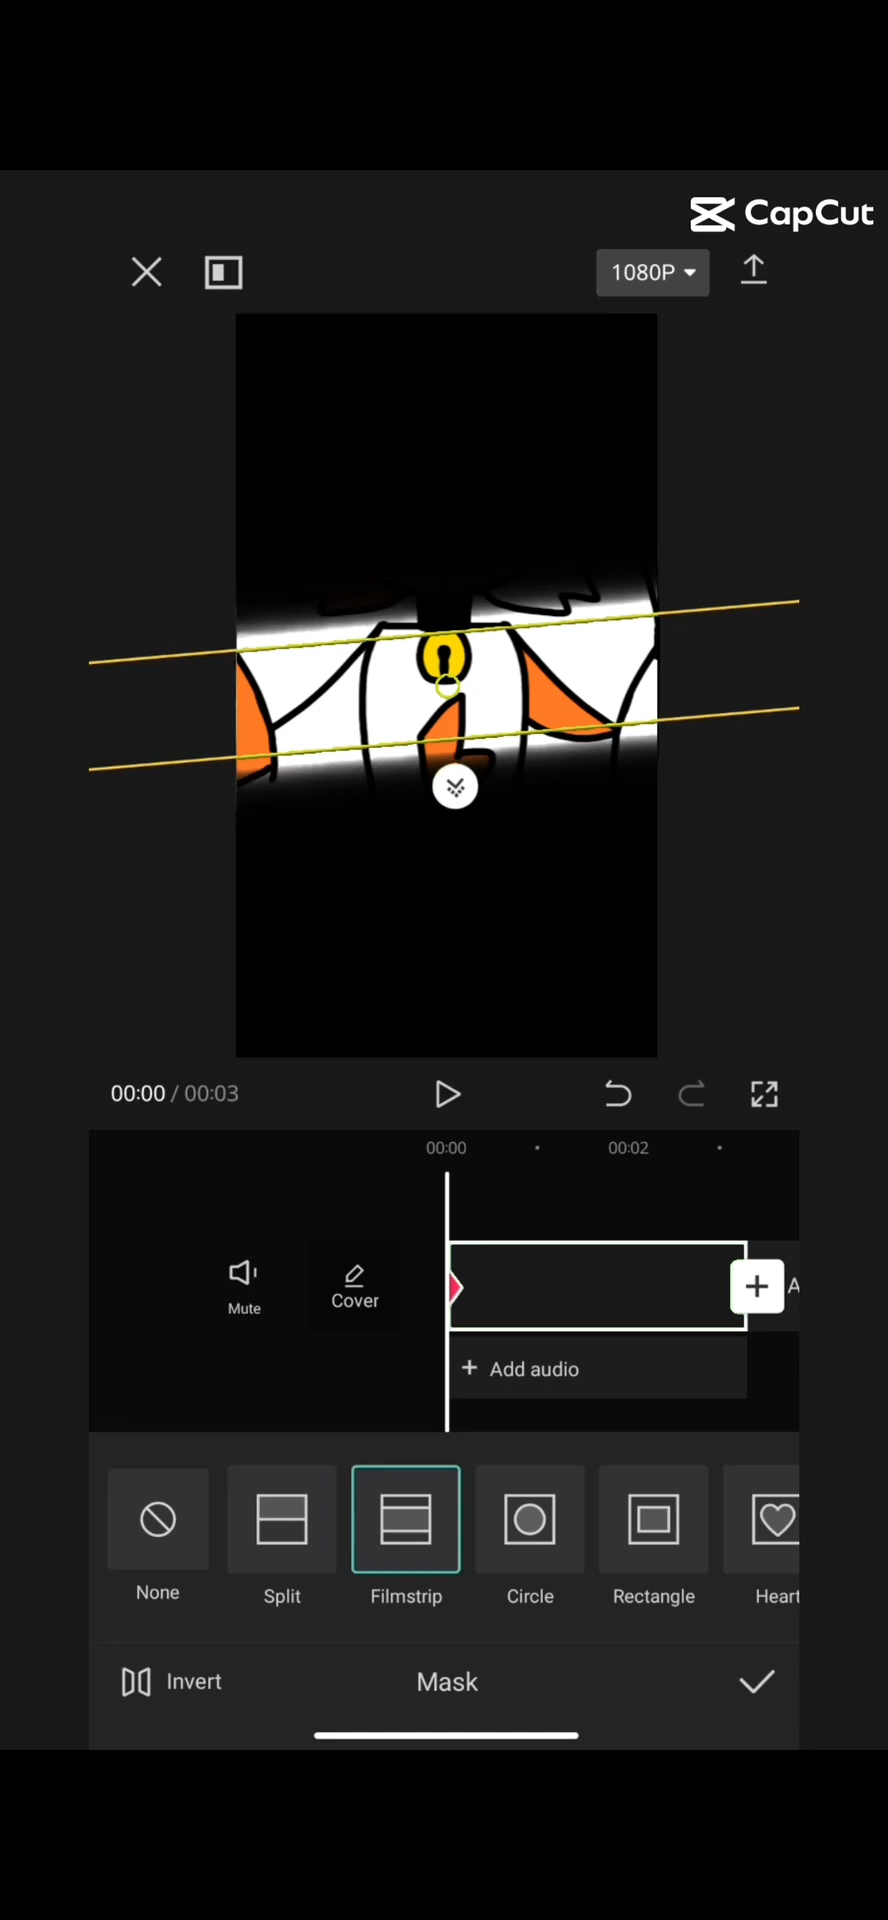 CapCut
1080P
00:00 / 00:03
00:00
00:02
Mute
Cover
A
+ Add audio
None
Split
Filmstrip
Circle
Rectangle
Heart
Invert
Mask